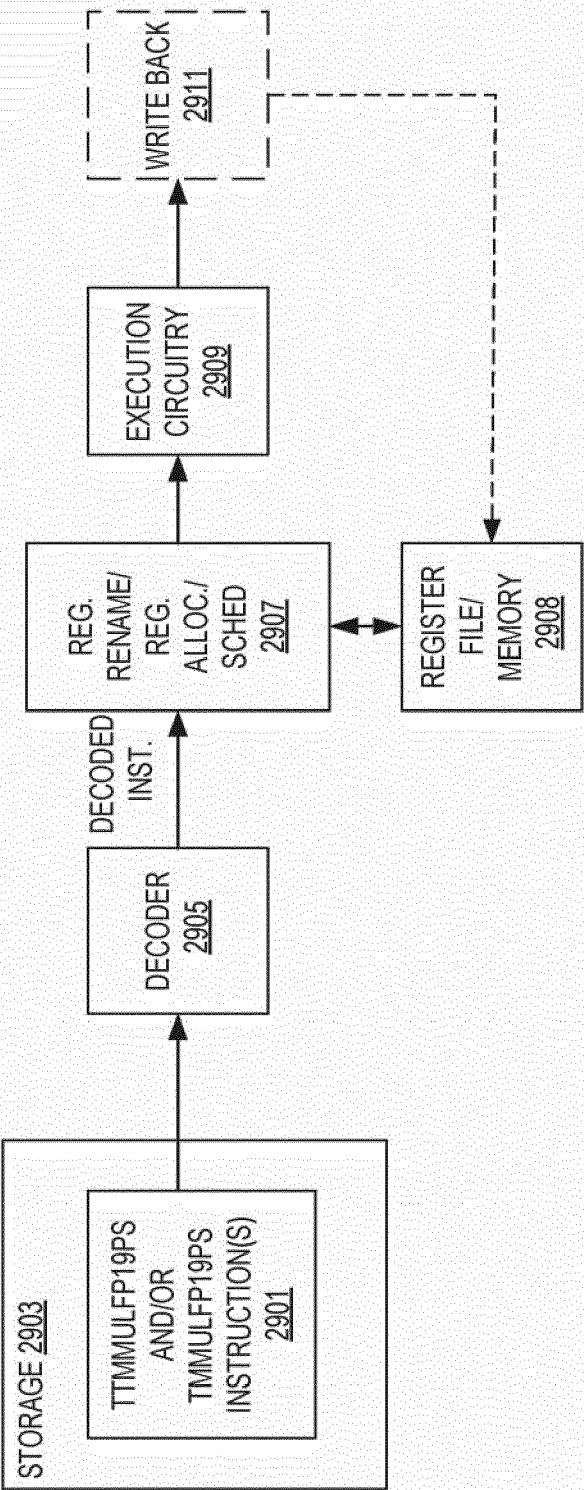 STORAGE 2903
TTMMULFP19PS
AND/OR
TMMULFP19PS
INSTRUCTION(S)
2901
DECODER
2905
DECODED
INST.
REG.
RENAME/
REG.
ALLOC./
SCHED
2907
REGISTER
FILE/
MEMORY
2908
EXECUTION
CIRCUITRY
2909
WRITE BACK
2911